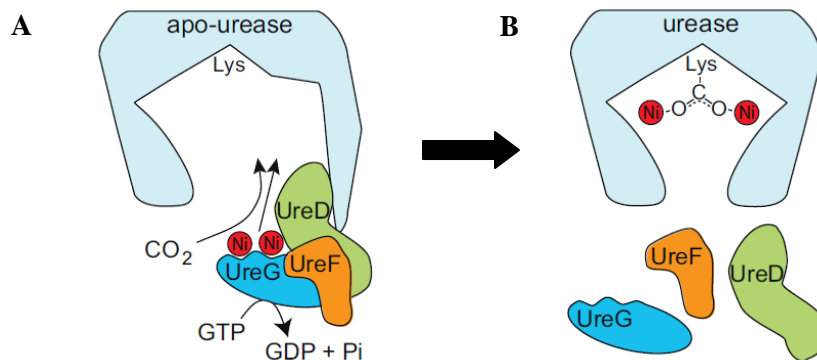 A
apo-urease
Lys
UreD
Ni Ni
CO2
UreG
UreF
GTP
GDP + Pi
B
urease
Lys
C
Ni O O Ni
UreF
UreD
UreG